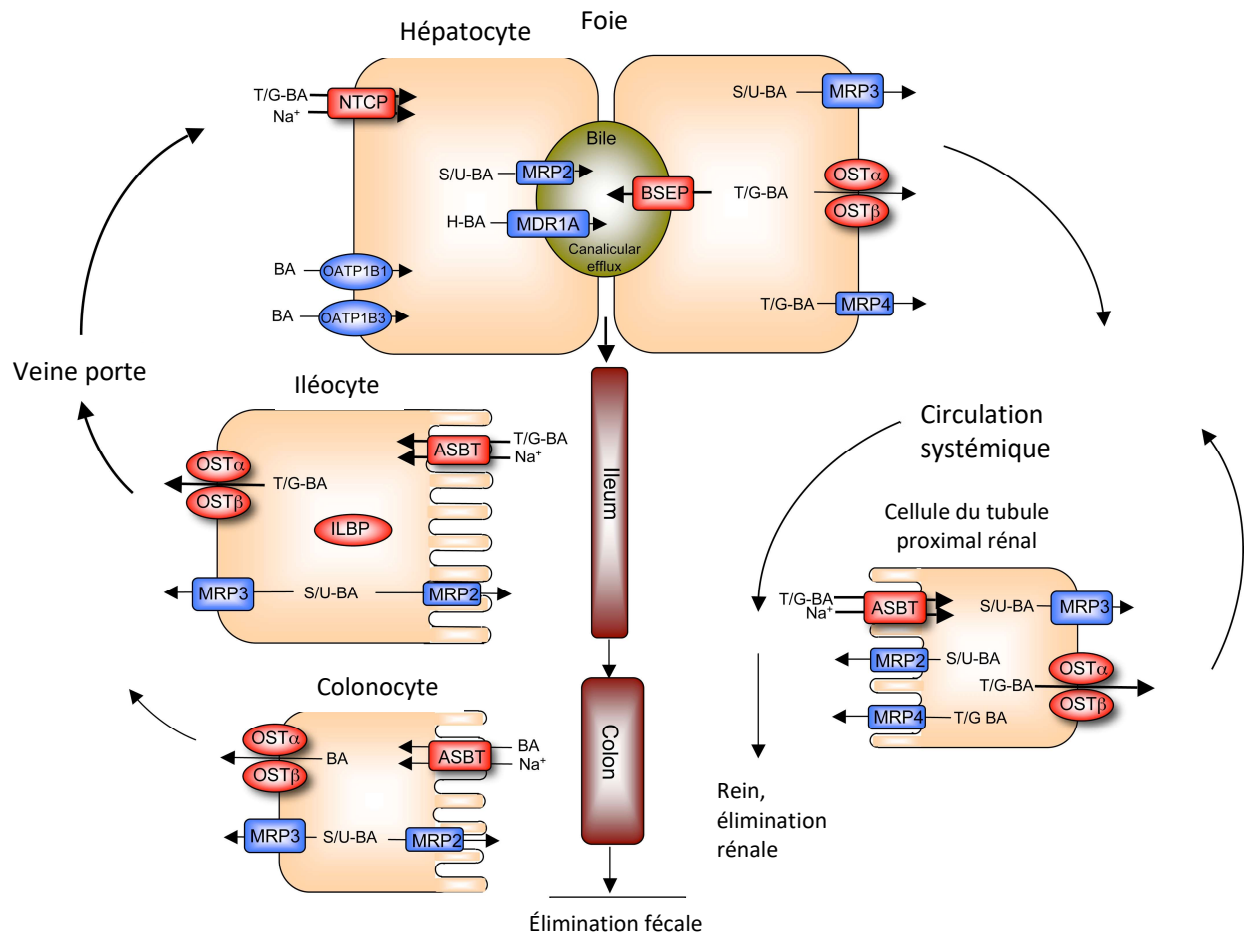 Foie
Hépatocyte
T/G-BA
Na⁺
NTCP
S/U-BA
MRP2
H-BA
MDR1A
BA
OATP1B1
BA
OATP1B3
Bile
Canalicular
efflux
BSEP
T/G-BA
S/U-BA
MRP3
OSTα
OSTβ
T/G-BA
MRP4
Veine porte
Iléocyte
OSTα
OSTβ
T/G-BA
ASBT
T/G-BA
Na⁺
ILBP
MRP3
S/U-BA
MRP2
Ileum
Colonocyte
OSTα
OSTβ
BA
ASBT
BA
Na⁺
MRP3
S/U-BA
MRP2
Colon
Élimination fécale
Circulation
systémique
Cellule du tubule
proximal rénal
T/G-BA
Na⁺
ASBT
S/U-BA
MRP3
MRP2
S/U-BA
OSTα
T/G-BA
OSTβ
MRP4
T/G BA
Rein,
élimination
rénale